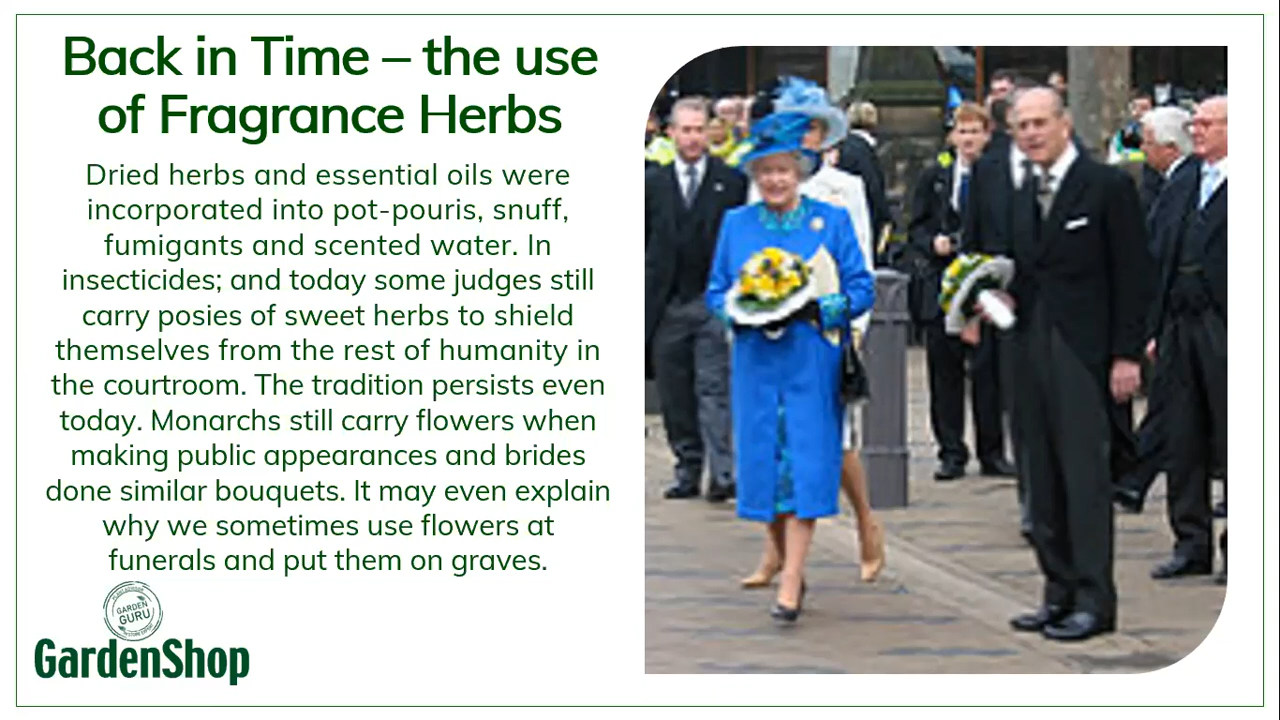 Back in Time – the use
of Fragrance Herbs
Dried herbs and essential oils were
incorporated into pot-pouris, snuff,
fumigants and scented water. In
insecticides; and today some judges still
carry posies of sweet herbs to shield
themselves from the rest of humanity in
the courtroom. The tradition persists even
today. Monarchs still carry flowers when
making public appearances and brides
done similar bouquets. It may even explain
why we sometimes use flowers at
funerals and put them on graves.
GARDEN
GURU
GardenShop